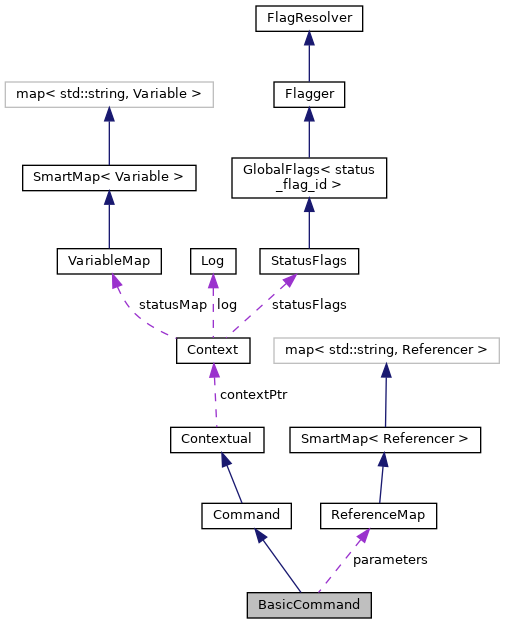 FlagResolver
map< std::string, Variable >
Flagger
SmartMap< Variable >
GlobalFlags< status
_flag_id >
VariableMap
Log
StatusFlags
statusMap
log
statusFlags
Context
map< std::string, Referencer >
contextPtr
Contextual
SmartMap< Referencer >
Command
ReferenceMap
parameters
BasicCommand